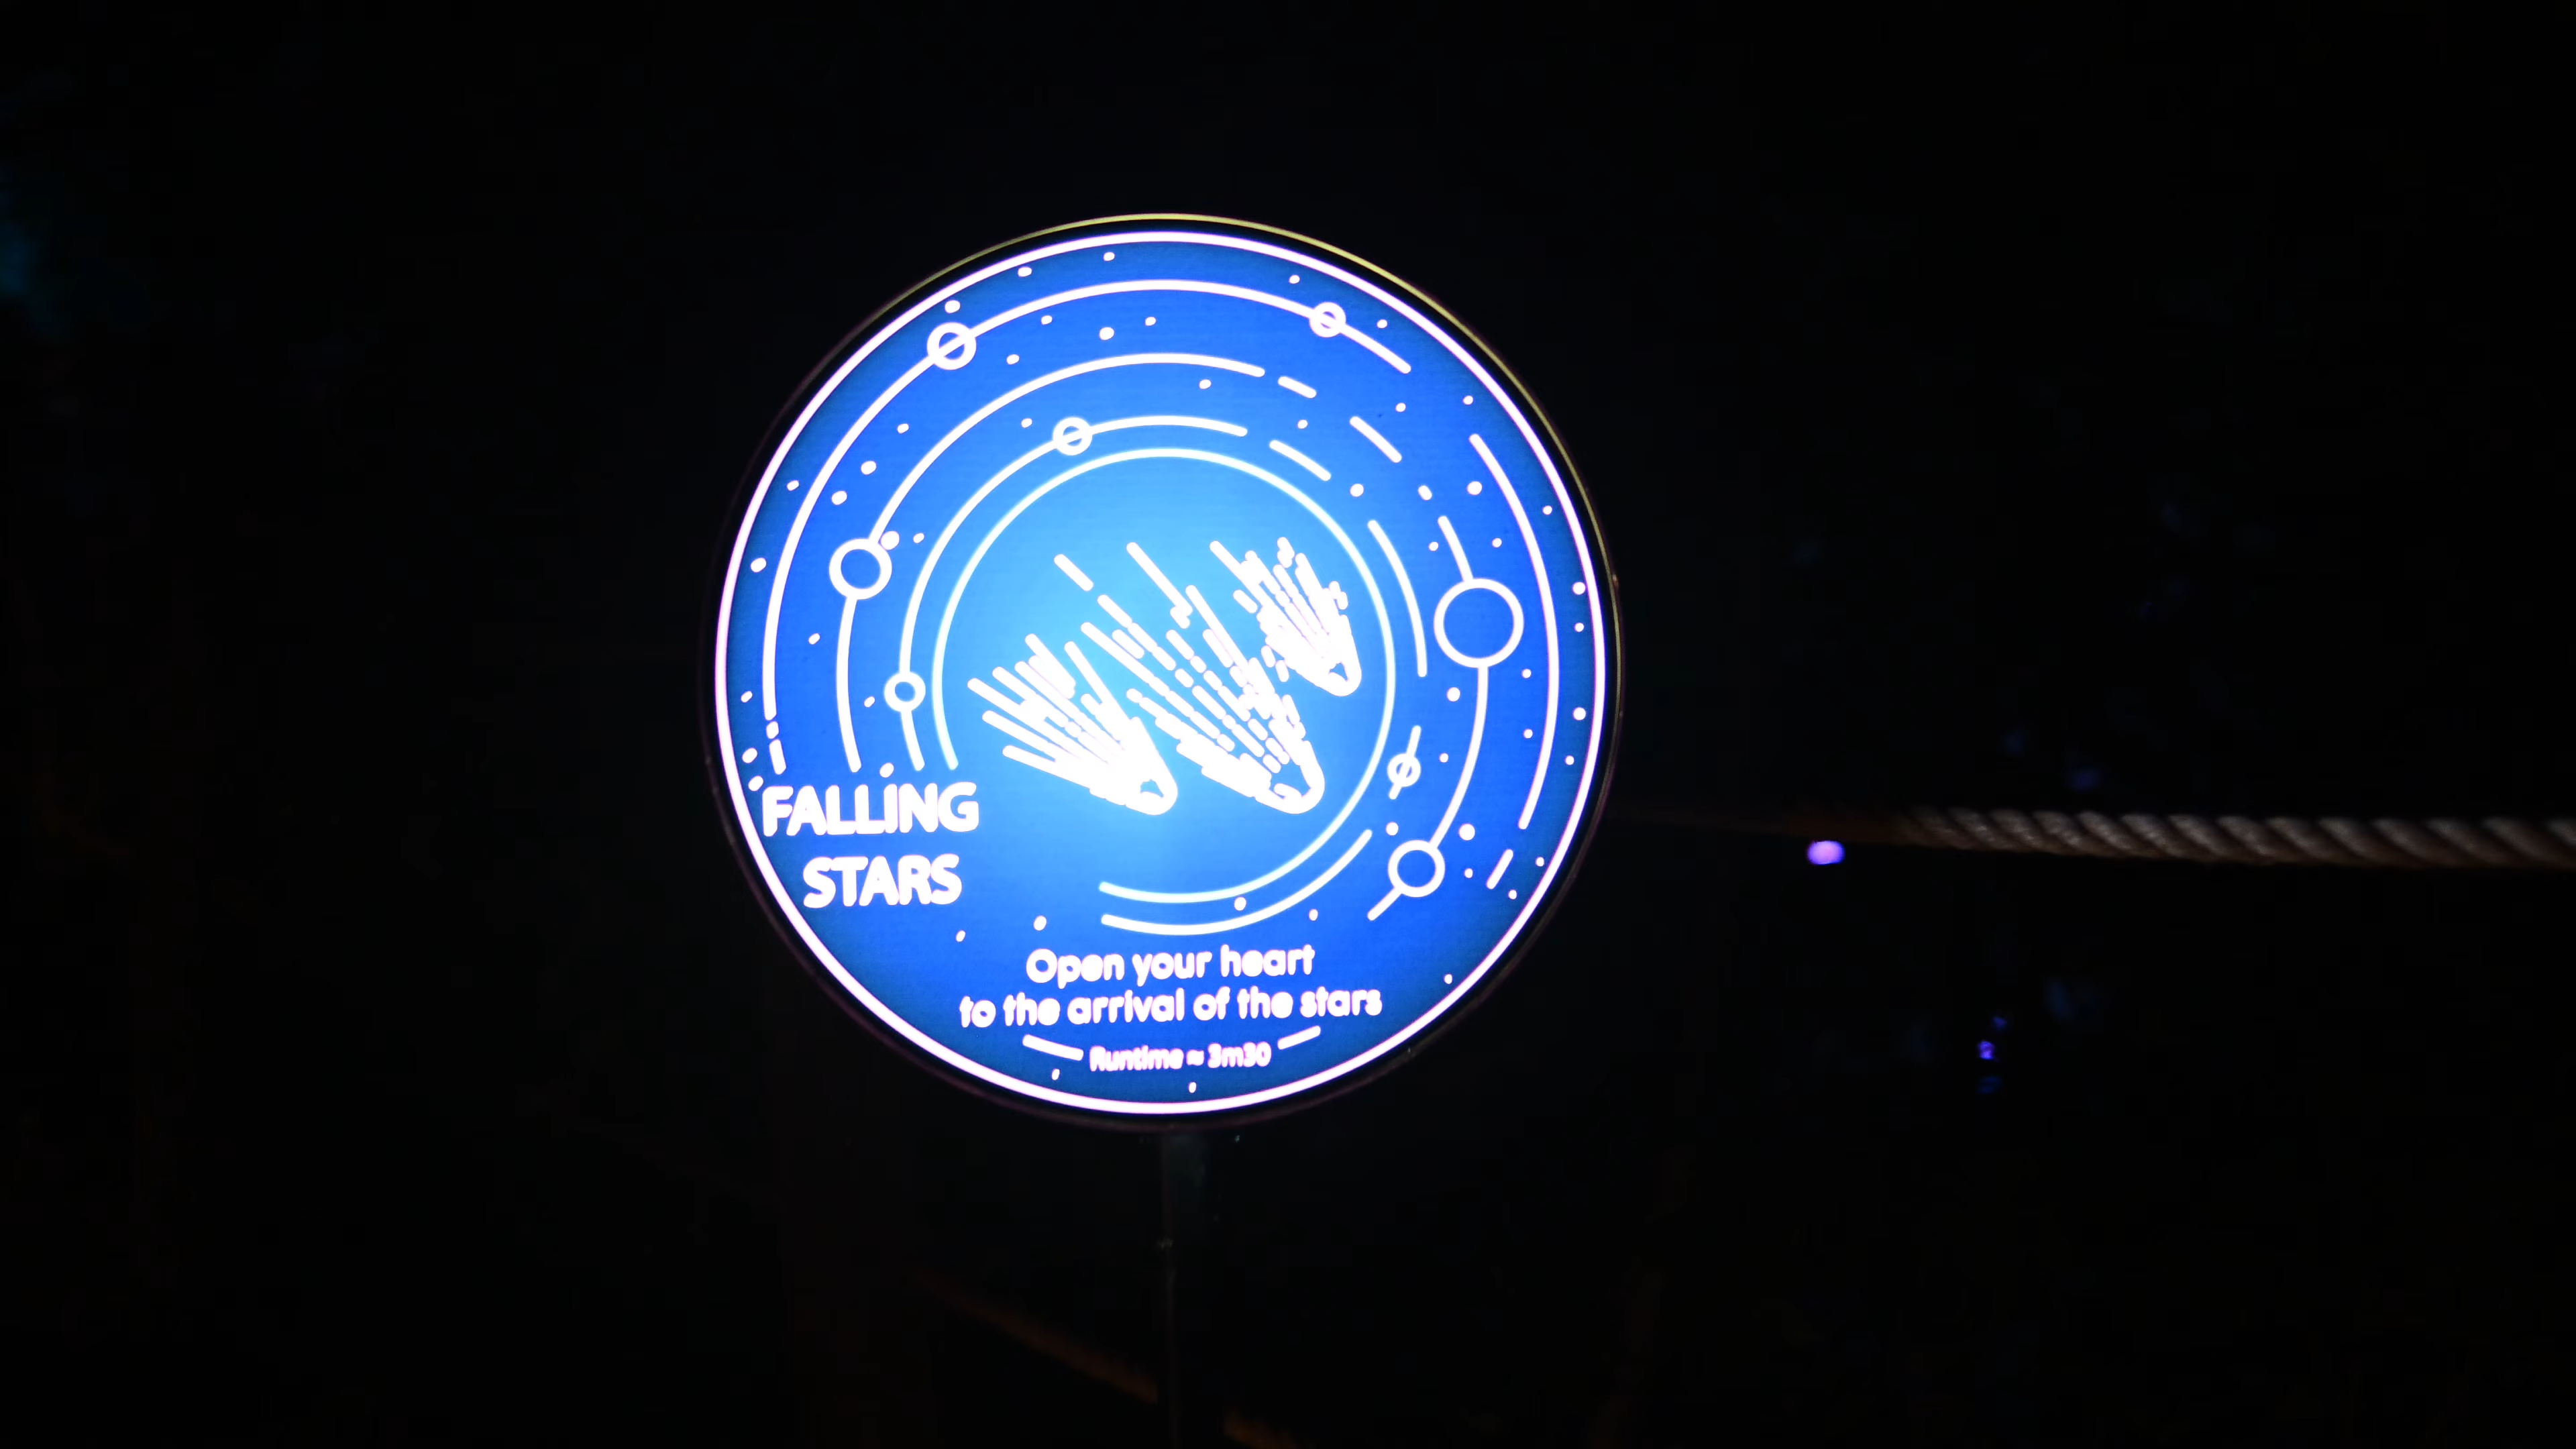 FALLING
STARS
Open your heart
to the arrival of the stars
Runtime ≈ 3m30